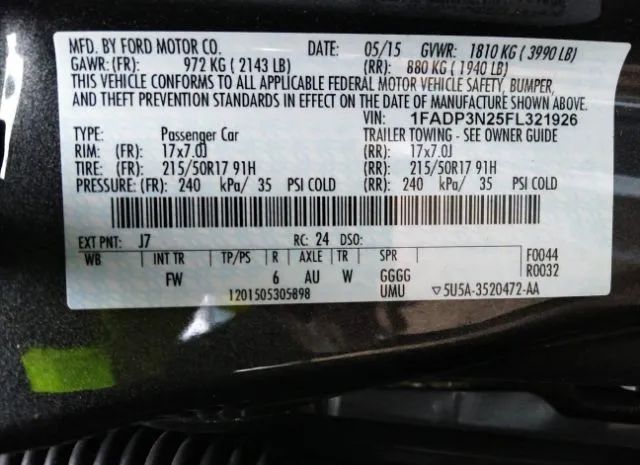 MFD. BY FORD MOTOR CO. DATE: 05/15 GVWR: 1810 KG ( 3990 LB)
GAWR: (FR): 972 KG ( 2143 LB) (RR): 880 KG ( 1940 LB)
THIS VEHICLE CONFORMS TO ALL APPLICABLE FEDERAL MOTOR VEHICLE SAFETY, BUMPER,
AND THEFT PREVENTION STANDARDS IN EFFECT ON THE DATE OF MANUFACTURE SHOWN ABOVE.
VIN: 1FADP3N25FL321926
TYPE: Passenger Car TRAILER TOWING - SEE OWNER GUIDE
RIM: (FR): 17x7.0J (RR): 17x7.0J
TIRE: (FR): 215/50R17 91H (RR): 215/50R17 91H
PRESSURE: (FR): 240 kPa/ 35 PSI COLD (RR): 240 kPa/ 35 PSI COLD
EXT PNT: J7 RC: 24 DSO: F0044
WB INT TR TP/PS R AXLE TR SPR R0032
FW 6 AU W GGGG
1201505305898 UMU ▽5U5A-3520472-AA